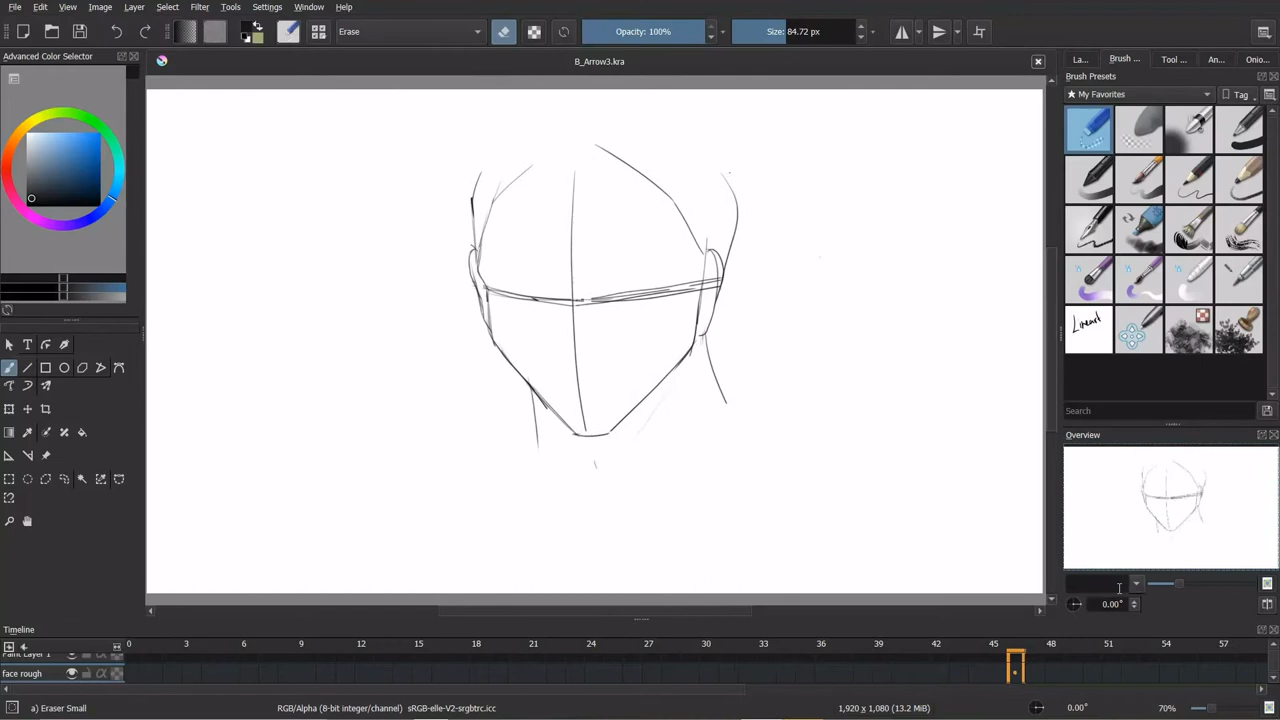 File Edit View Image Layer Select Filter Tools Settings Window Help
Erase Opacity: 100% Size: 84.72 px
Advanced Color Selector
B_Arrow3.kra
La... Brush ... Tool ... An... Onio...
Brush Presets
My Favorites Tag
Lineart
Search
Overview
0.00°
Timeline
0 3 6 9 12 15 18 21 24 27 30 33 36 39 42 45 48 51 54 57
Paint Layer 1
face rough
a) Eraser Small RGB/Alpha (8-bit integer/channel) sRGB-elle-V2-srgbtrc.icc 1,920 x 1,080 (13.2 MiB) 0.00° 70%